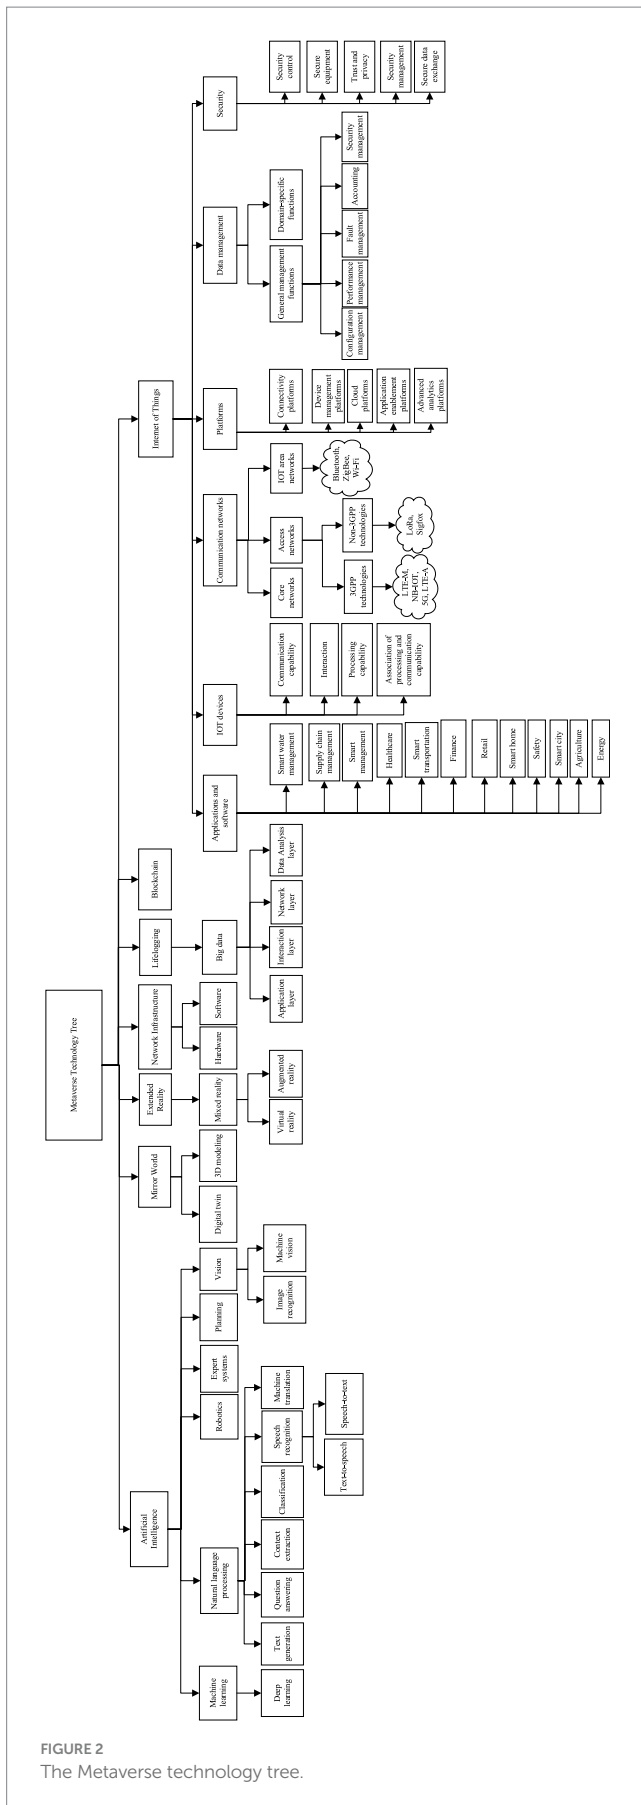 Metaverse Technology Tree
Artificial
Intelligence
Mirror World
Extended
Reality
Network Infrastructure
Lifelogging
Blockchain
Internet of Things
Machine
learning
Natural language
processing
Robotics
Expert
systems
Planning
Vision
Digital twin
3D modeling
Mixed reality
Hardware
Software
Big data
Applications and
software
IOT devices
Communication networks
Platforms
Data management
Security
Deep
learning
Text
generation
Question
answering
Context
extraction
Classification
Speech
recognition
Machine
translation
Image
recognition
Machine
vision
Virtual
reality
Augmented
reality
Application
layer
Interaction
layer
Network
layer
Data Analysis
layer
Smart water
management
Supply chain
management
Smart
management
Healthcare
Smart
transportation
Finance
Retail
Smart home
Safety
Smart city
Agriculture
Energy
Communication
capability
Interaction
Processing
capability
Association of
processing and
communication
capability
Core
networks
Access
networks
IOT area
networks
Connectivity
platforms
Device
management
platforms
Cloud
platforms
Application
enablement
platforms
Advanced
analytics
platforms
General management
functions
Domain-specific
functions
Security
control
Secure
equipment
Trust and
privacy
Security
management
Secure data
exchange
Text-to-speech
Speech-to-text
3GPP
technologies
Non-3GPP
technologies
Bluetooth,
ZigBee,
Wi-Fi
LTE-M,
NB-IOT,
5G, LTE-A
LoRa,
Sigfox
Configuration
management
Performance
management
Fault
management
Accounting
Security
management
FIGURE 2
The Metaverse technology tree.